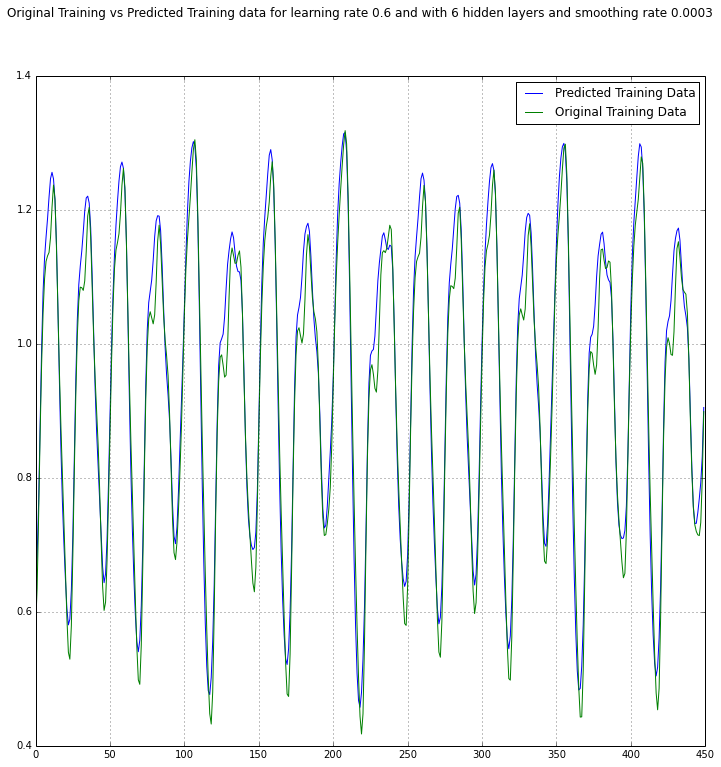 Original Training vs Predicted Training data for learning rate 0.6 and with 6 hidden layers and smoothing rate 0.0003
1.4
Predicted Training Data
Original Training Data
1.2
1.0
0.8
0.6
0.4
0 50 100 150 200 250 300 350 400 450